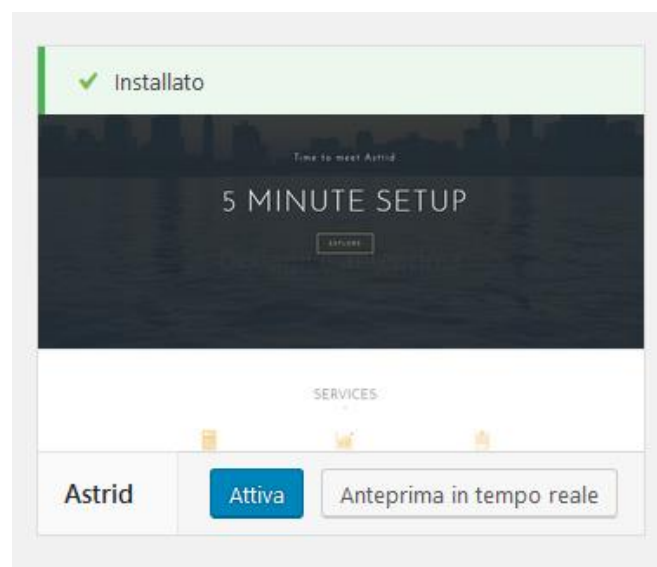 Installato
Time to meet Astrid
5 MINUTE SETUP
EXPLORE
SERVICES
Astrid
Attiva
Anteprima in tempo reale